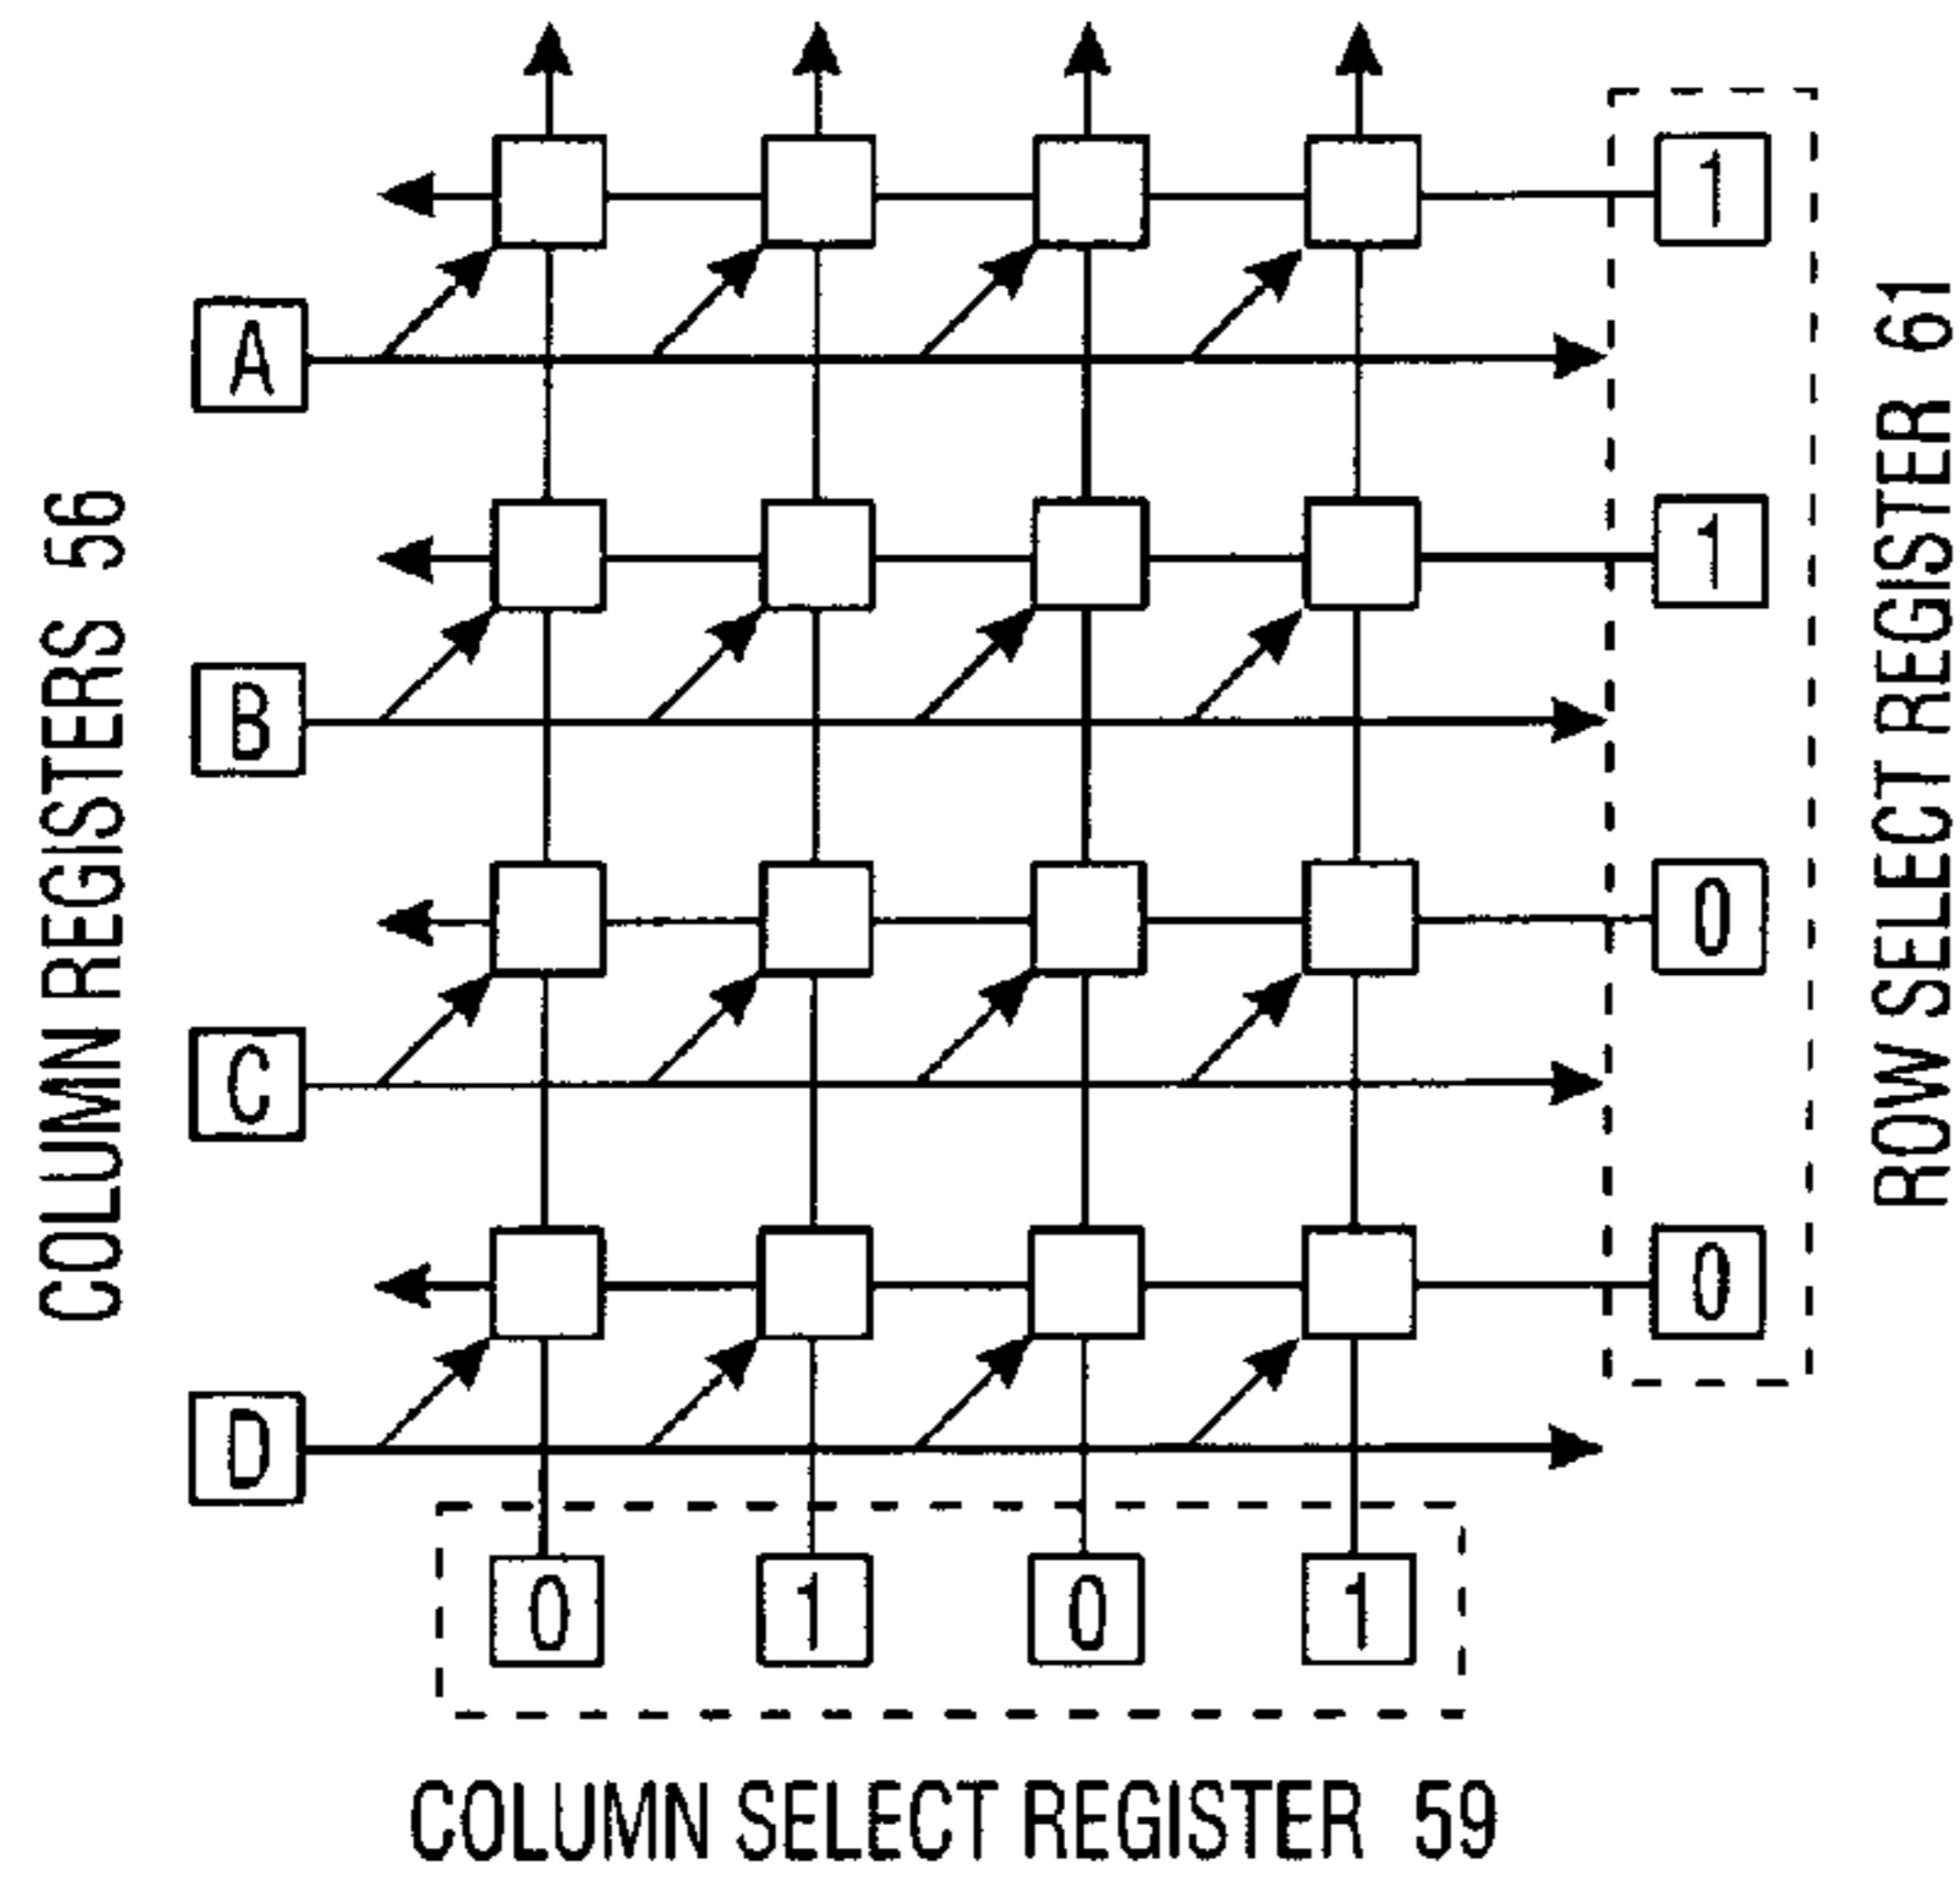 COLUMN REGISTERS 56
A
B
C
D
1
1
0
0
ROW SELECT REGISTER 61
0 1 0 1
COLUMN SELECT REGISTER 59